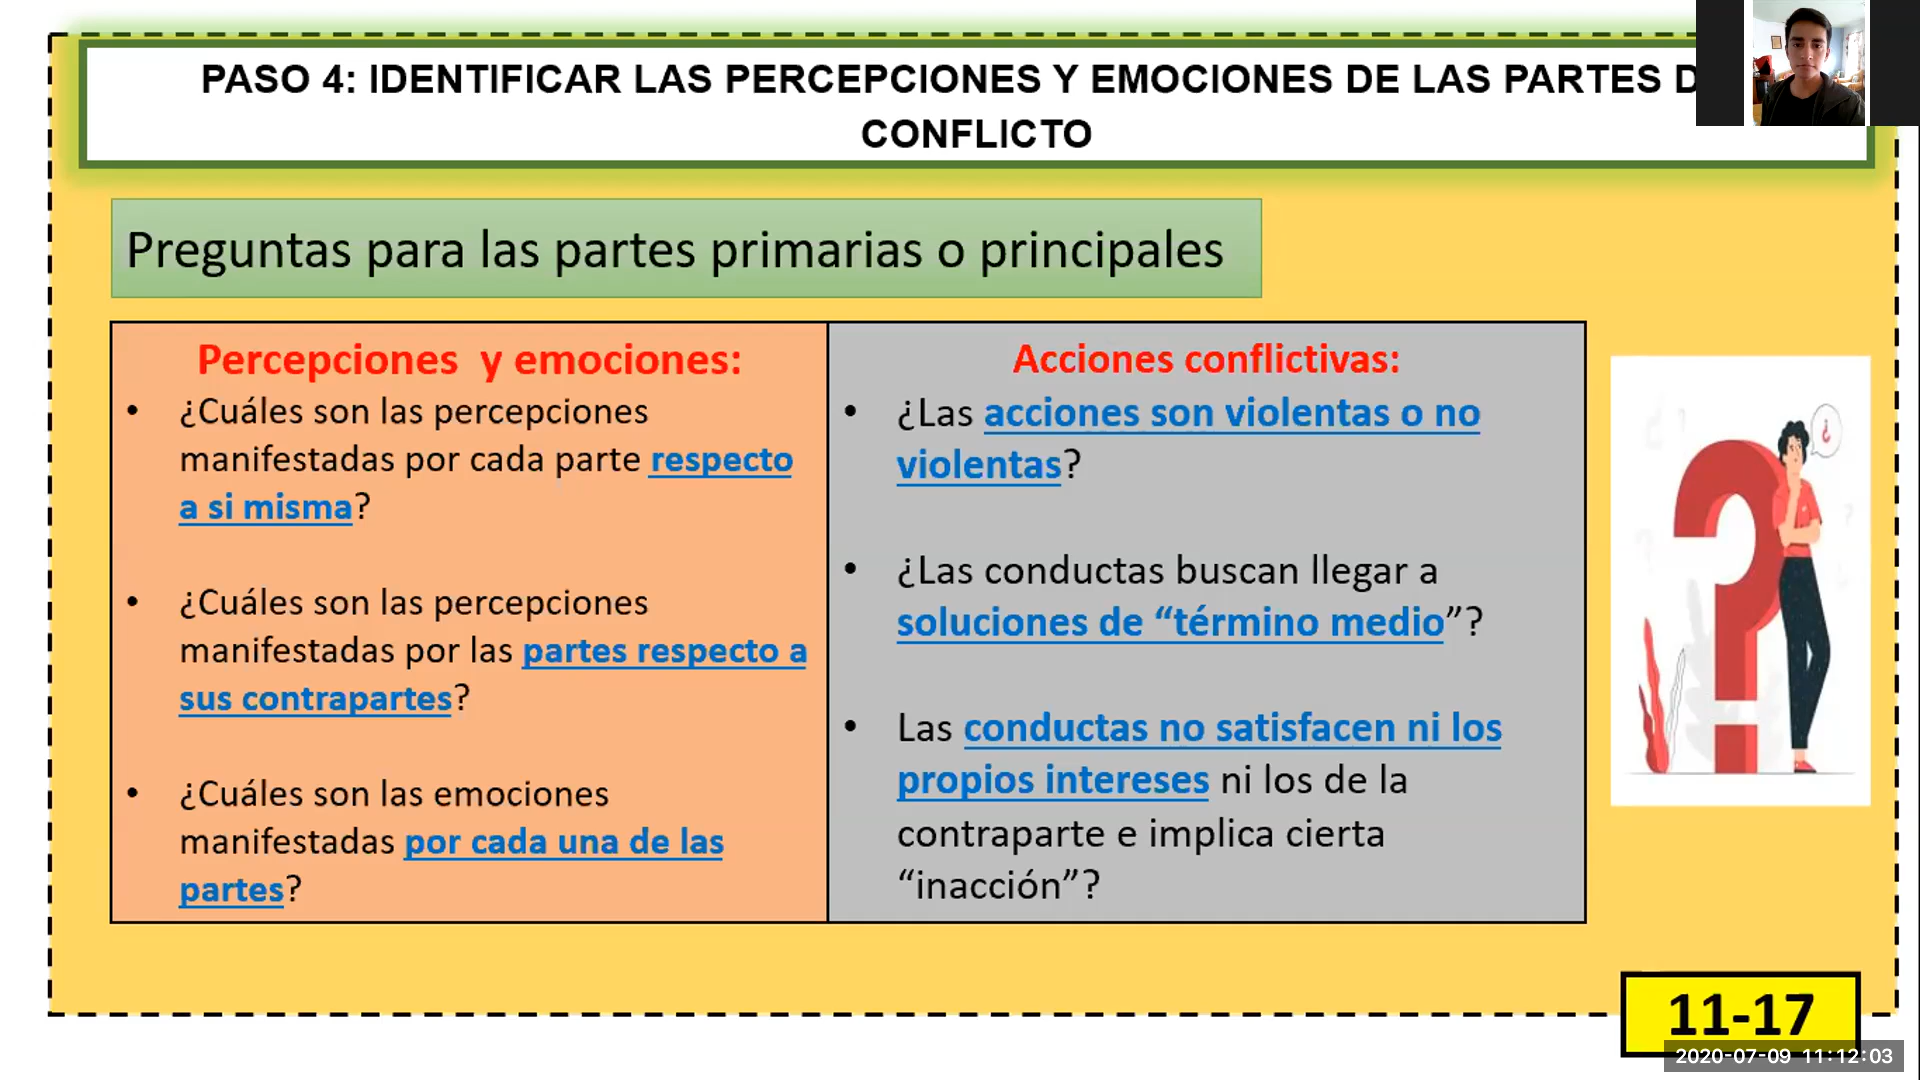 PASO 4: IDENTIFICAR LAS PERCEPCIONES Y EMOCIONES DE LAS PARTES
CONFLICTO
Preguntas para las partes primarias o principales
Percepciones y emociones:
• ¿Cuáles son las percepciones
manifestadas por cada parte respecto
a si misma?
• ¿Cuáles son las percepciones
manifestadas por las partes respecto a
sus contrapartes?
• ¿Cuáles son las emociones
manifestadas por cada una de las
partes?
Acciones conflictivas:
• ¿Las acciones son violentas o no
violentas?
• ¿Las conductas buscan llegar a
soluciones de “término medio”?
• Las conductas no satisfacen ni los
propios intereses ni los de la
contraparte e implica cierta
“inacción”?
¿
11-17
2020-07-09 11:12:03